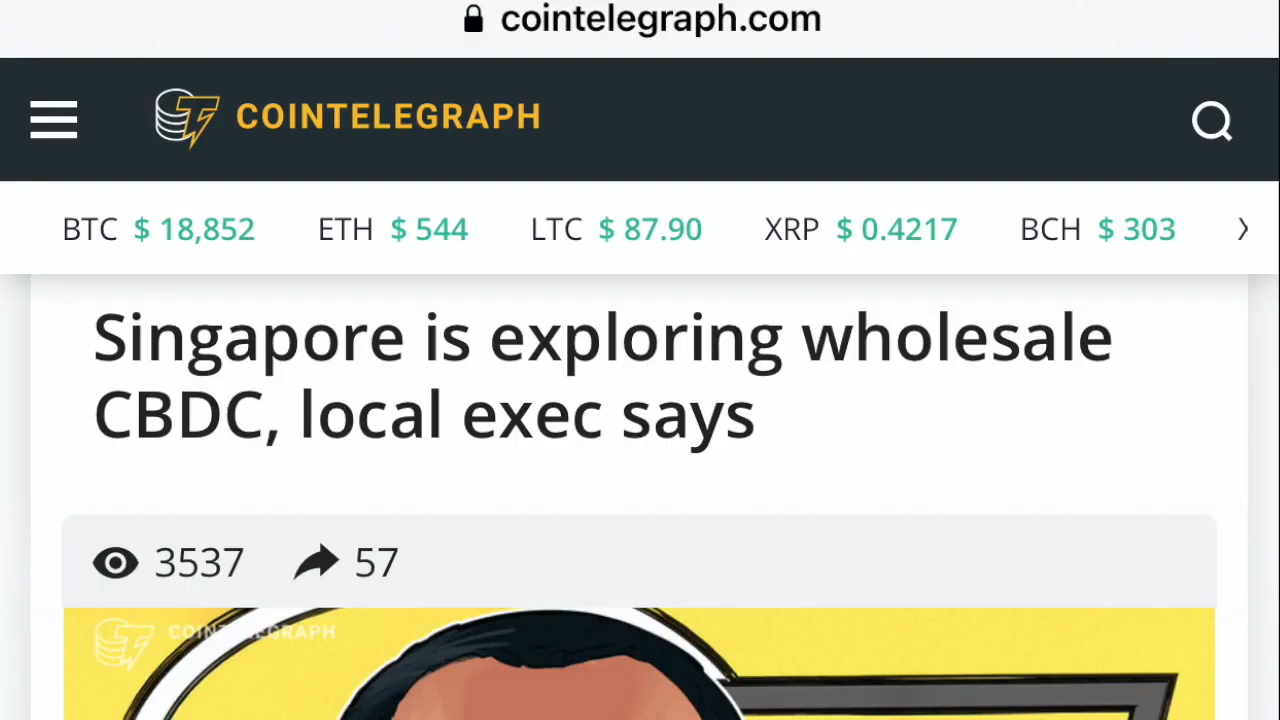 cointelegraph.com
COINTELEGRAPH
BTC $ 18,852 ETH $ 544 LTC $ 87.90 XRP $ 0.4217 BCH $ 303
Singapore is exploring wholesale
CBDC, local exec says
3537 57
COINTELEGRAPH